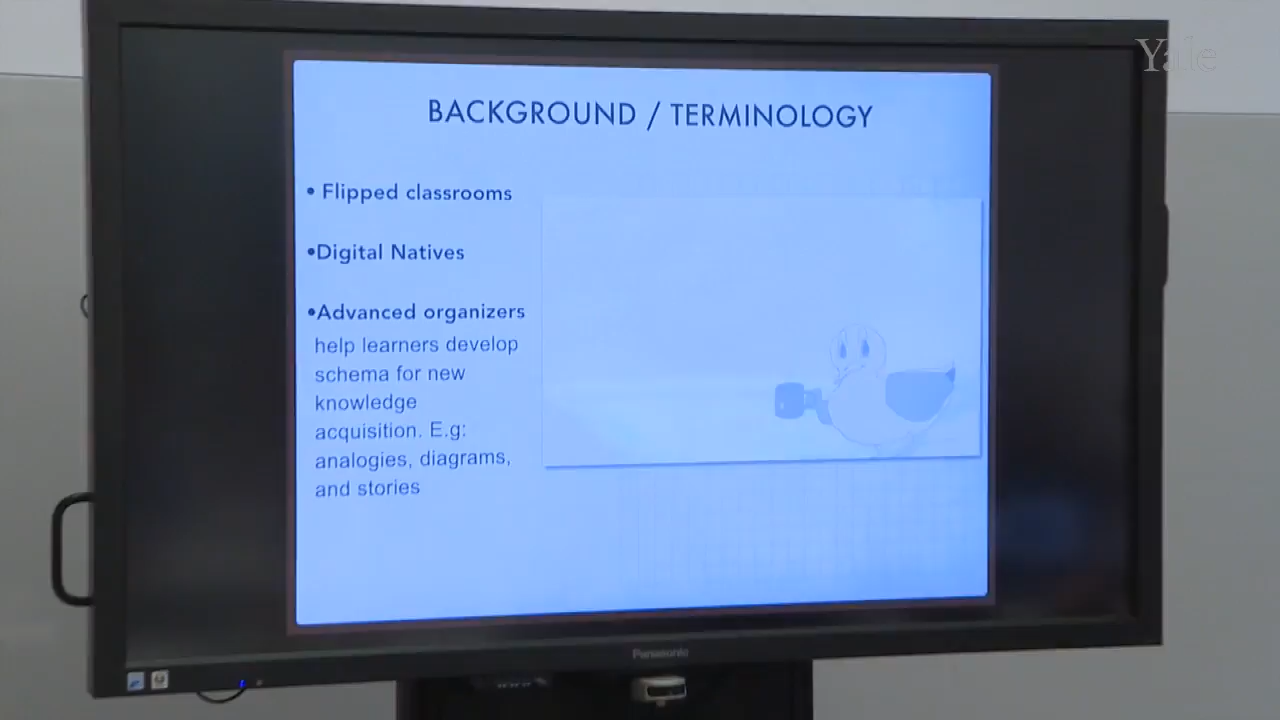 Yale
BACKGROUND / TERMINOLOGY
• Flipped classrooms
•Digital Natives
•Advanced organizers
help learners develop
schema for new
knowledge
acquisition. E.g:
analogies, diagrams,
and stories
Panasonic